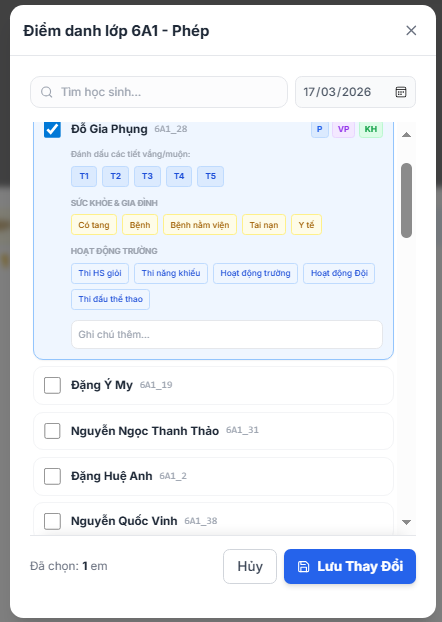 Điểm danh lớp 6A1 - Phép
Tìm học sinh...
17/03/2026
Đỗ Gia Phụng 6A1_28 P VP KH
Đánh dấu các tiết vắng/muộn:
T1 T2 T3 T4 T5
SỨC KHỎE & GIA ĐÌNH
Có tang Bệnh Bệnh nằm viện Tai nạn Y tế
HOẠT ĐỘNG TRƯỜNG
Thi HS giỏi Thi năng khiếu Hoạt động trường Hoạt động Đội
Thi đấu thể thao
Ghi chú thêm...
Đặng Ý My 6A1_19
Nguyễn Ngọc Thanh Thảo 6A1_31
Đặng Huệ Anh 6A1_2
Nguyễn Quốc Vinh 6A1_38
Đã chọn: 1 em
Hủy
Lưu Thay Đổi